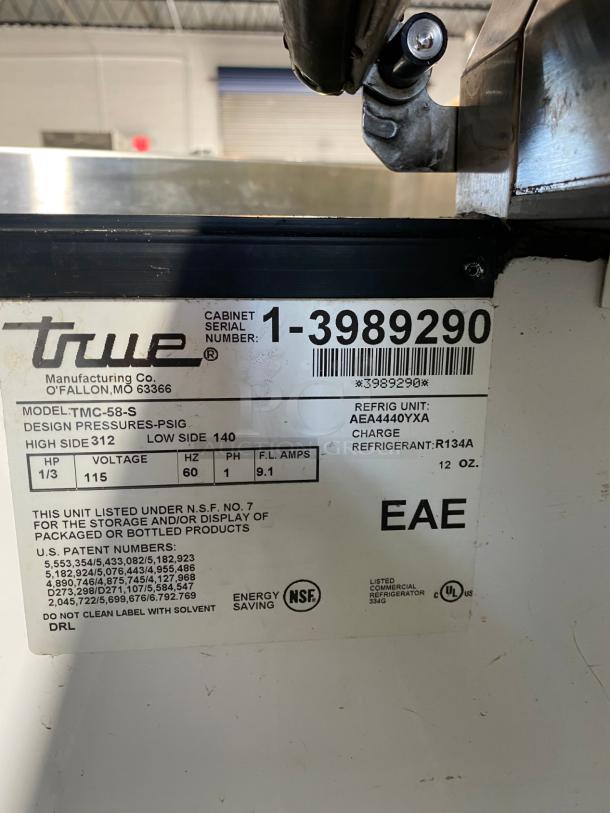 true®
Manufacturing Co.
O'FALLON, MO 63366
CABINET
SERIAL
NUMBER: 1-3989290
*3989290*
MODEL: TMC-58-S
DESIGN PRESSURES-PSIG
HIGH SIDE 312 LOW SIDE 140
REFRIG UNIT:
AEA4440YXA
CHARGE
REFRIGERANT: R134A
12 OZ.
HP VOLTAGE HZ PH F.L. AMPS
1/3 115 60 1 9.1
THIS UNIT LISTED UNDER N.S.F. NO. 7
FOR THE STORAGE AND/OR DISPLAY OF
PACKAGED OR BOTTLED PRODUCTS
EAE
U.S. PATENT NUMBERS:
5,553,354/5,433,082/5,182,923
5,182,924/5,076,443/4,955,486
4,890,746/4,875,745/4,127,968
D273,298/D271,107/5,584,547
2,045,722/5,699,676/6.792.769
DO NOT CLEAN LABEL WITH SOLVENT
DRL
ENERGY
SAVING
NSF.
LISTED
COMMERCIAL
REFRIGERATOR
334G
C UL US
PCI
AUCTION GROUP